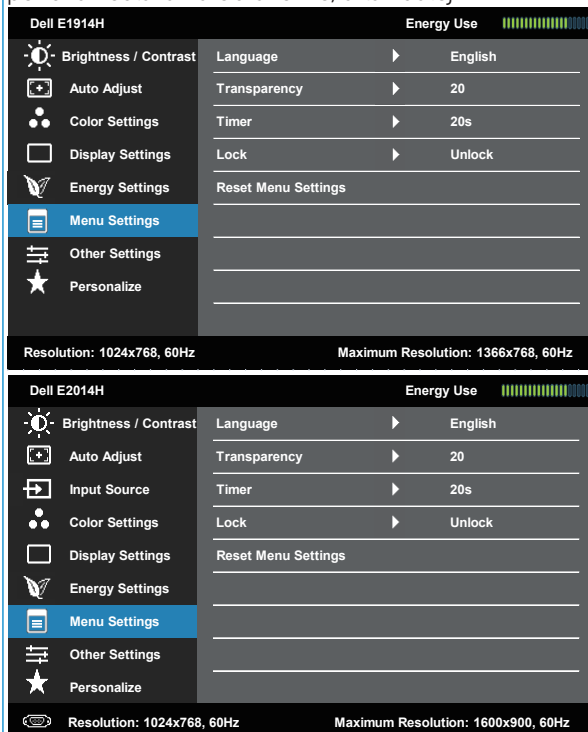 Dell E1914H Energy Use
Brightness / Contrast Language English
Auto Adjust Transparency 20
Color Settings Timer 20s
Display Settings Lock Unlock
Energy Settings Reset Menu Settings
Menu Settings
Other Settings
Personalize
Resolution: 1024x768, 60Hz Maximum Resolution: 1366x768, 60Hz
Dell E2014H Energy Use
Brightness / Contrast Language English
Auto Adjust Transparency 20
Input Source Timer 20s
Color Settings Lock Unlock
Display Settings Reset Menu Settings
Energy Settings
Menu Settings
Other Settings
Personalize
Resolution: 1024x768, 60Hz Maximum Resolution: 1600x900, 60Hz